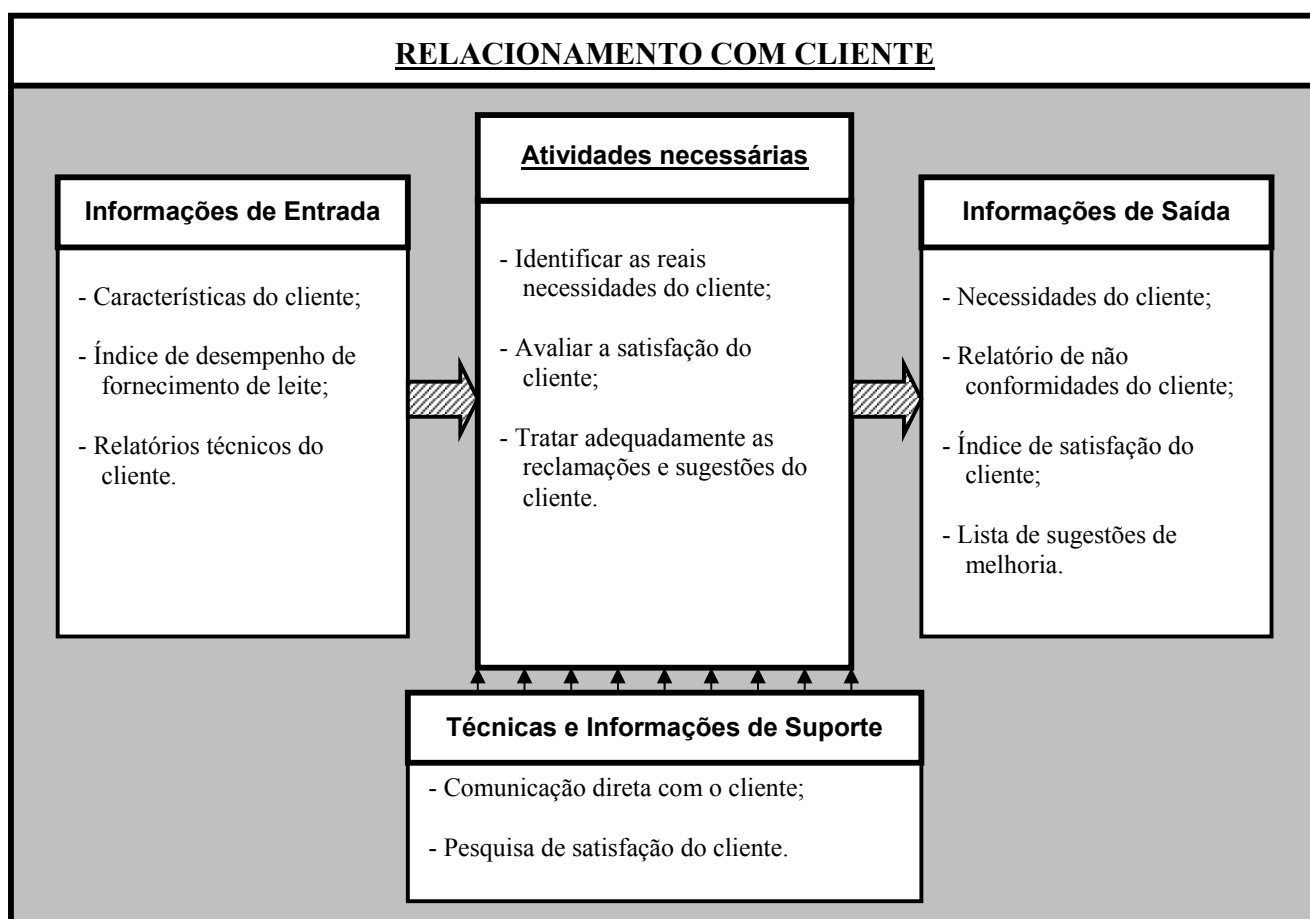 RELACIONAMENTO COM CLIENTE
Informações de Entrada
- Características do cliente;
- Índice de desempenho de
fornecimento de leite;
- Relatórios técnicos do
cliente.
Atividades necessárias
- Identificar as reais
necessidades do cliente;
- Avaliar a satisfação do
cliente;
- Tratar adequadamente as
reclamações e sugestões do
cliente.
Informações de Saída
- Necessidades do cliente;
- Relatório de não
conformidades do cliente;
- Índice de satisfação do
cliente;
- Lista de sugestões de
melhoria.
Técnicas e Informações de Suporte
- Comunicação direta com o cliente;
- Pesquisa de satisfação do cliente.